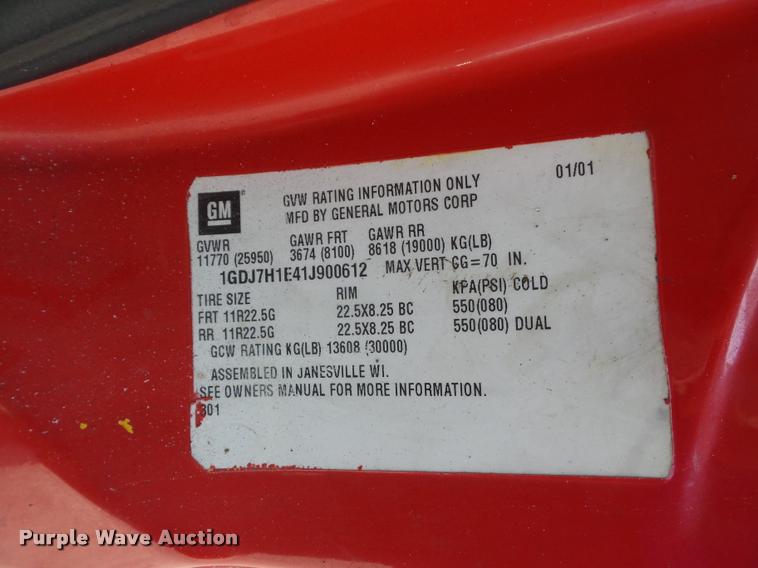 GM
GVW RATING INFORMATION ONLY 01/01
MFD BY GENERAL MOTORS CORP
GVWR GAWR FRT GAWR RR
11770 (25950) 3674 (8100) 8618 (19000) KG(LB)
1GDJ7H1E41J900612 MAX VERT CG=70 IN.
TIRE SIZE RIM KPA(PSI) COLD
FRT 11R22.5G 22.5X8.25 BC 550(080)
RR 11R22.5G 22.5X8.25 BC 550(080) DUAL
GCW RATING KG(LB) 13608 (30000)
ASSEMBLED IN JANESVILLE WI.
SEE OWNERS MANUAL FOR MORE INFORMATION.
801
Purple Wave Auction